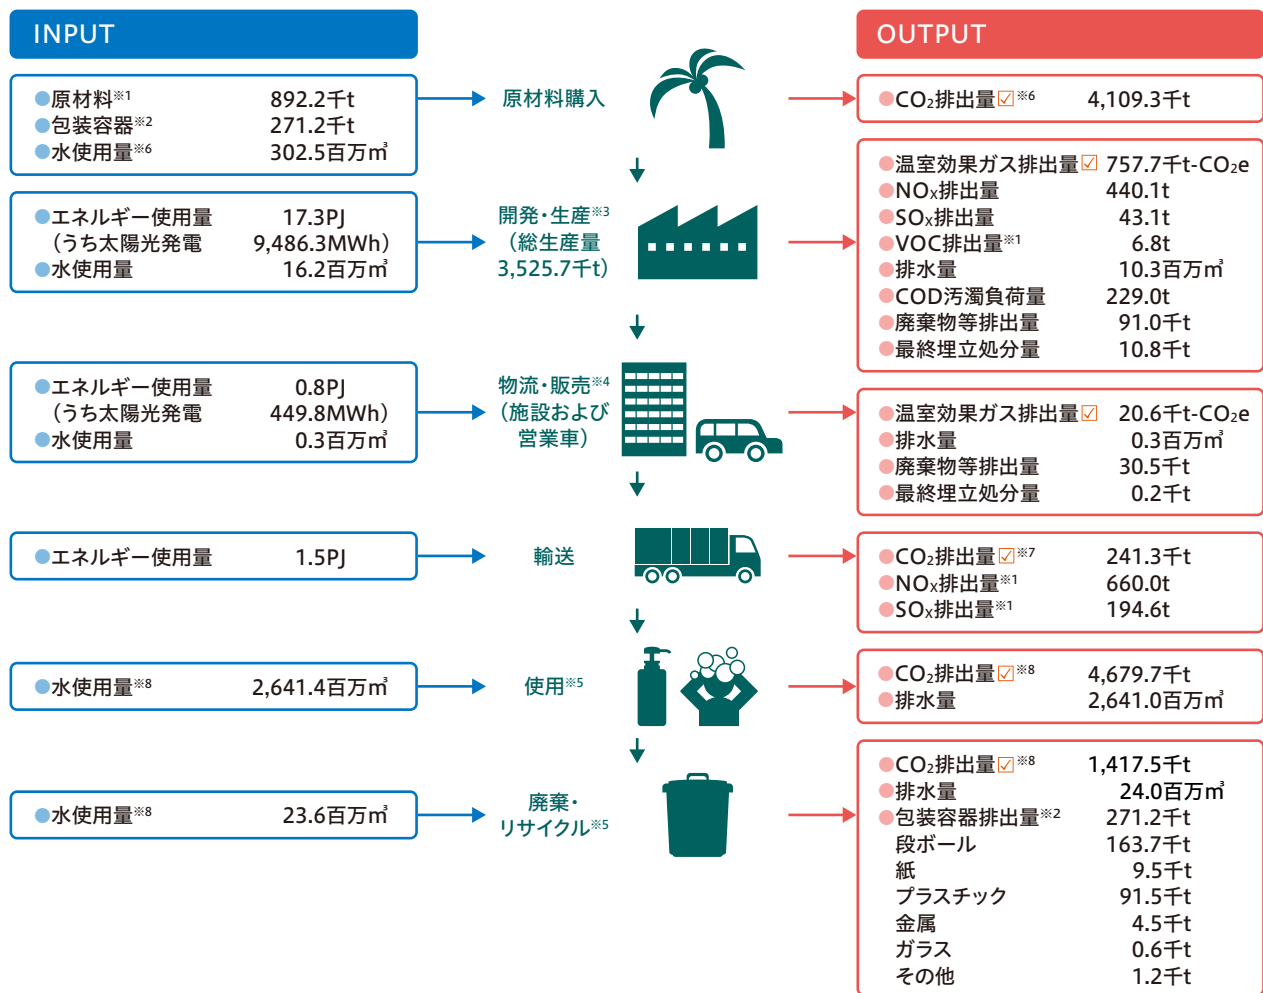 INPUT
OUTPUT
●原材料※1 892.2千t
●包装容器※2 271.2千t
●水使用量※6 302.5百万㎥
原材料購入
●CO₂排出量☑※6 4,109.3千t
●エネルギー使用量 17.3PJ
(うち太陽光発電 9,486.3MWh)
●水使用量 16.2百万㎥
開発・生産※3
(総生産量
3,525.7千t)
●温室効果ガス排出量☑ 757.7千t-CO₂e
●NOx排出量 440.1t
●SOx排出量 43.1t
●VOC排出量※1 6.8t
●排水量 10.3百万㎥
●COD汚濁負荷量 229.0t
●廃棄物等排出量 91.0千t
●最終埋立処分量 10.8千t
●エネルギー使用量 0.8PJ
(うち太陽光発電 449.8MWh)
●水使用量 0.3百万㎥
物流・販売※4
(施設および
営業車)
●温室効果ガス排出量☑ 20.6千t-CO₂e
●排水量 0.3百万㎥
●廃棄物等排出量 30.5千t
●最終埋立処分量 0.2千t
●エネルギー使用量 1.5PJ
輸送
●CO₂排出量☑※7 241.3千t
●NOx排出量※1 660.0t
●SOx排出量※1 194.6t
●水使用量※8 2,641.4百万㎥
使用※5
●CO₂排出量☑※8 4,679.7千t
●排水量 2,641.0百万㎥
●水使用量※8 23.6百万㎥
廃棄・
リサイクル※5
●CO₂排出量☑※8 1,417.5千t
●排水量 24.0百万㎥
●包装容器排出量※2 271.2千t
段ボール 163.7千t
紙 9.5千t
プラスチック 91.5千t
金属 4.5千t
ガラス 0.6千t
その他 1.2千t